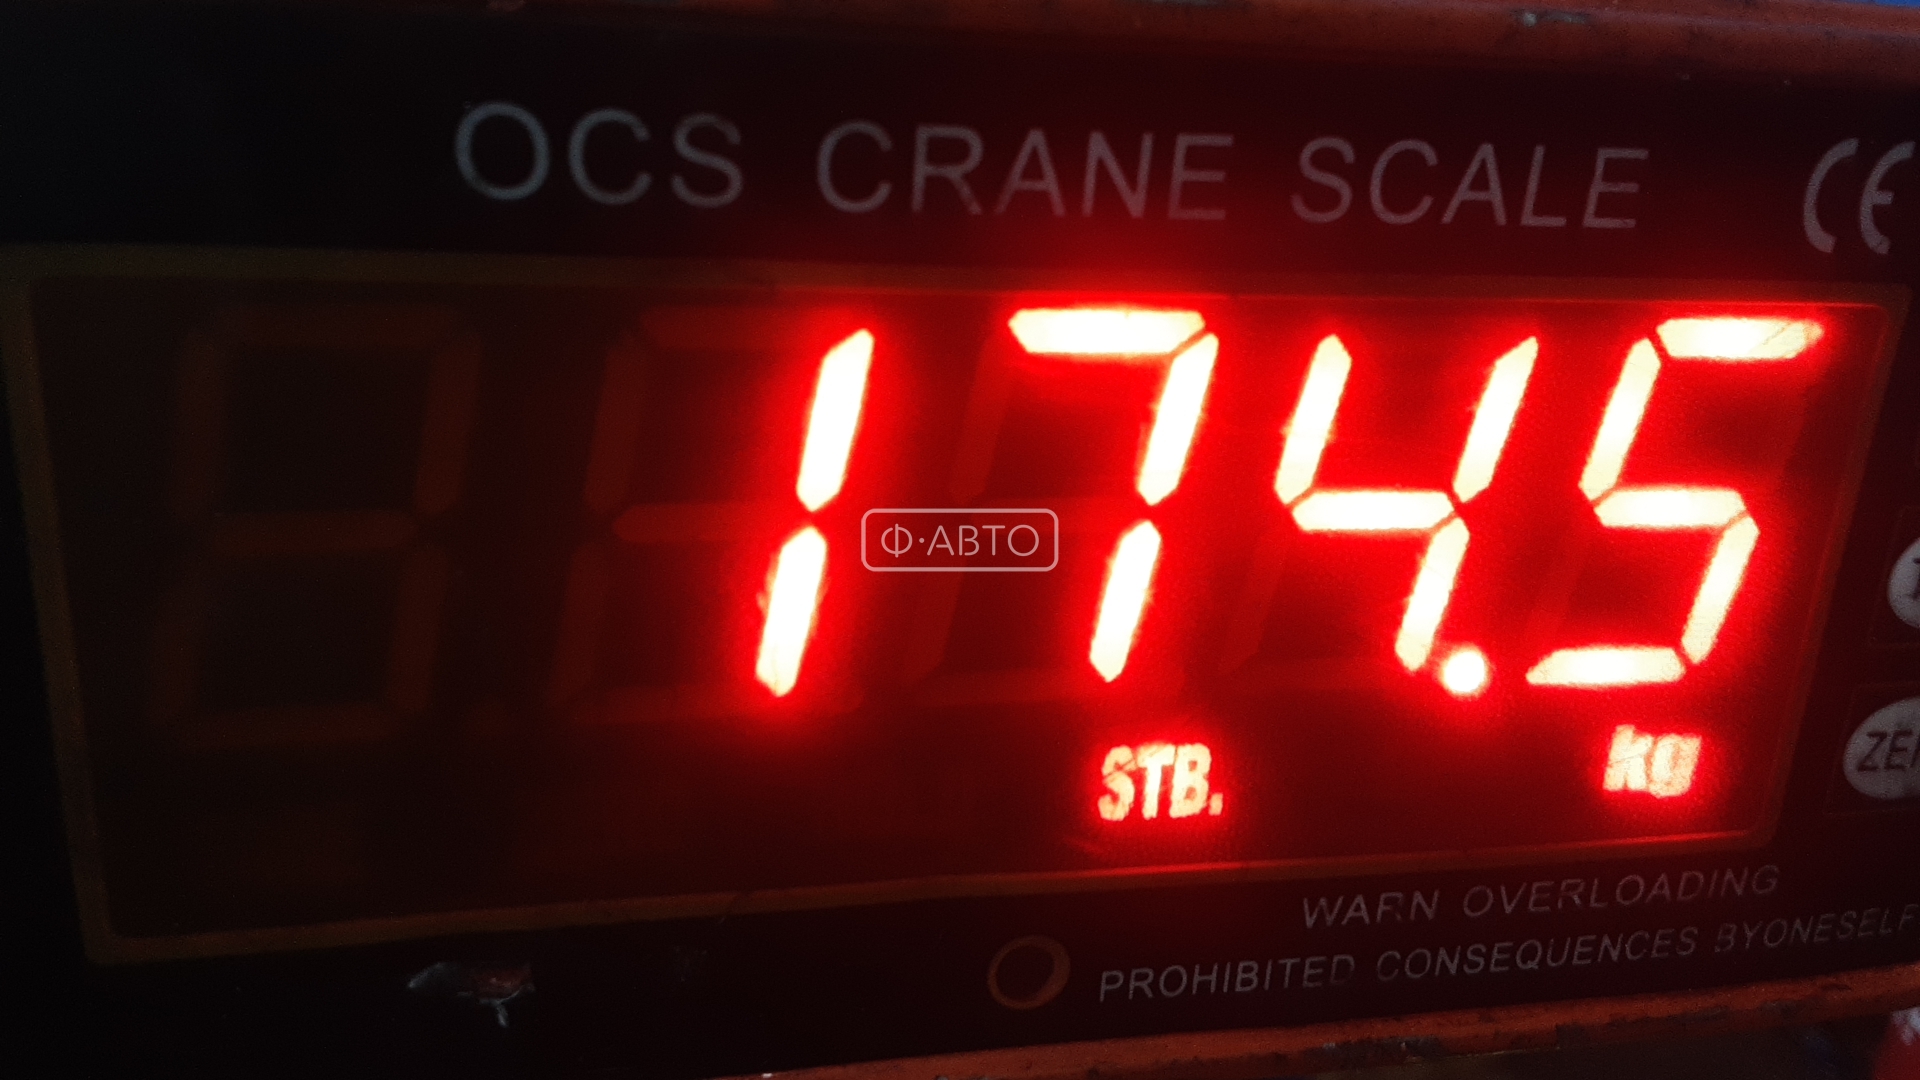 OCS CRANE SCALE CE
174.5
Ф·АВТО
STB. kg
WARN OVERLOADING
PROHIBITED CONSEQUENCES BYONESELF